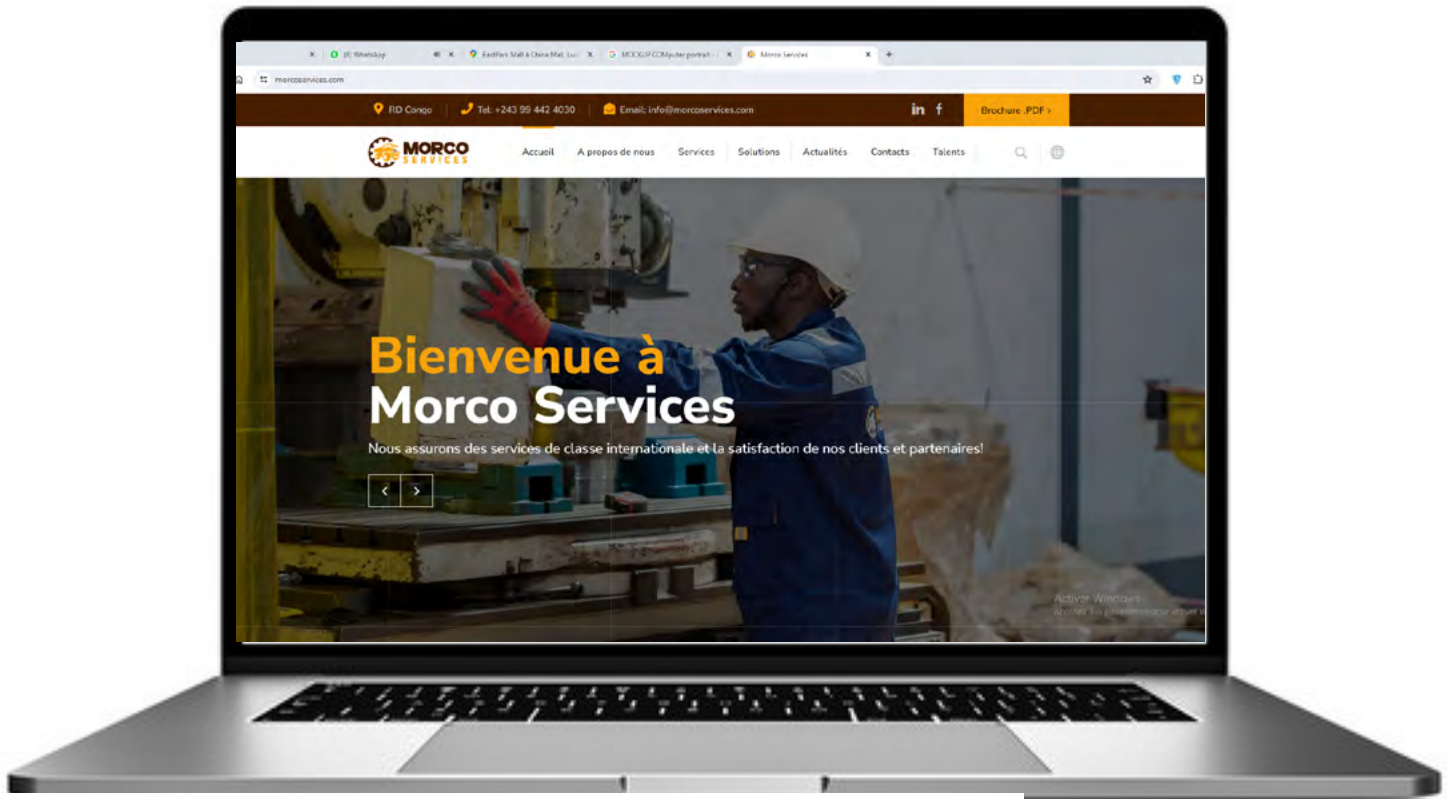 WhatsApp
Morco Services
morcoservices.com
RD Congo
Tel: +243 99 442 4030
Email: info@morcoservices.com
in f
Brochure .PDF ›
MORCO
SERVICES
Accueil A propos de nous Services Solutions Actualités Contacts Talents
Bienvenue à
Morco Services
Nous assurons des services de classe internationale et la satisfaction de nos clients et partenaires!
Activer Windows